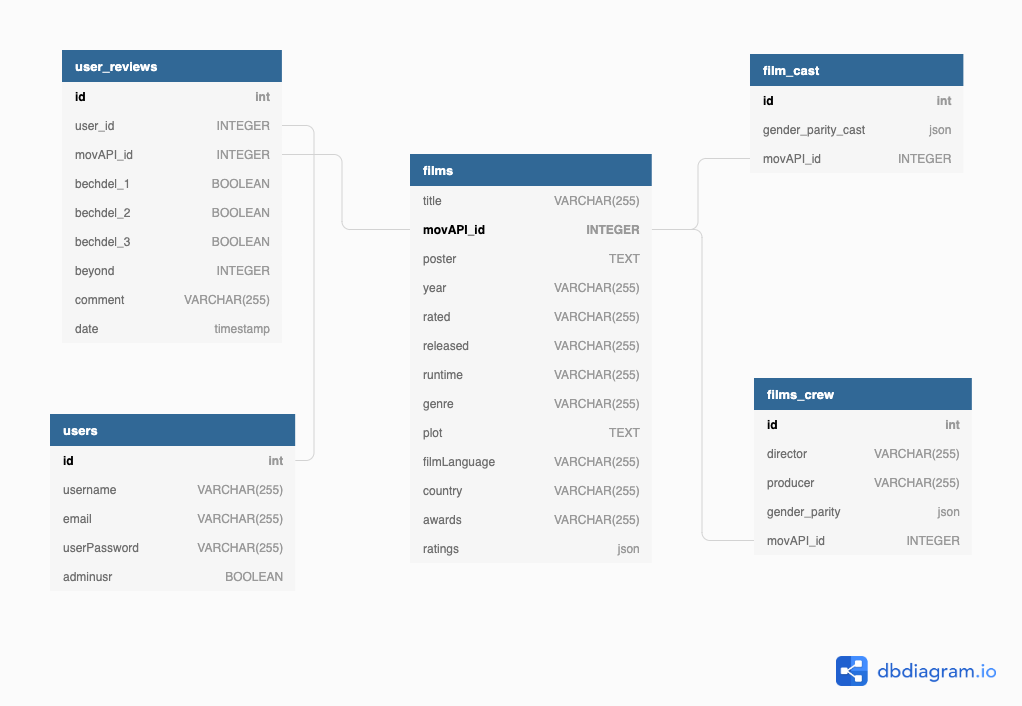 user_reviews
id int
user_id INTEGER
movAPI_id INTEGER
bechdel_1 BOOLEAN
bechdel_2 BOOLEAN
bechdel_3 BOOLEAN
beyond INTEGER
comment VARCHAR(255)
date timestamp
users
id int
username VARCHAR(255)
email VARCHAR(255)
userPassword VARCHAR(255)
adminusr BOOLEAN
films
title VARCHAR(255)
movAPI_id INTEGER
poster TEXT
year VARCHAR(255)
rated VARCHAR(255)
released VARCHAR(255)
runtime VARCHAR(255)
genre VARCHAR(255)
plot TEXT
filmLanguage VARCHAR(255)
country VARCHAR(255)
awards VARCHAR(255)
ratings json
film_cast
id int
gender_parity_cast json
movAPI_id INTEGER
films_crew
id int
director VARCHAR(255)
producer VARCHAR(255)
gender_parity json
movAPI_id INTEGER
dbdiagram.io